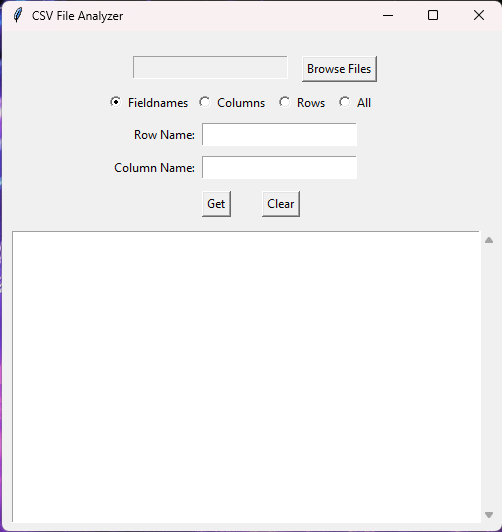 CSV File Analyzer
Browse Files
Fieldnames Columns Rows All
Row Name:
Column Name:
Get Clear